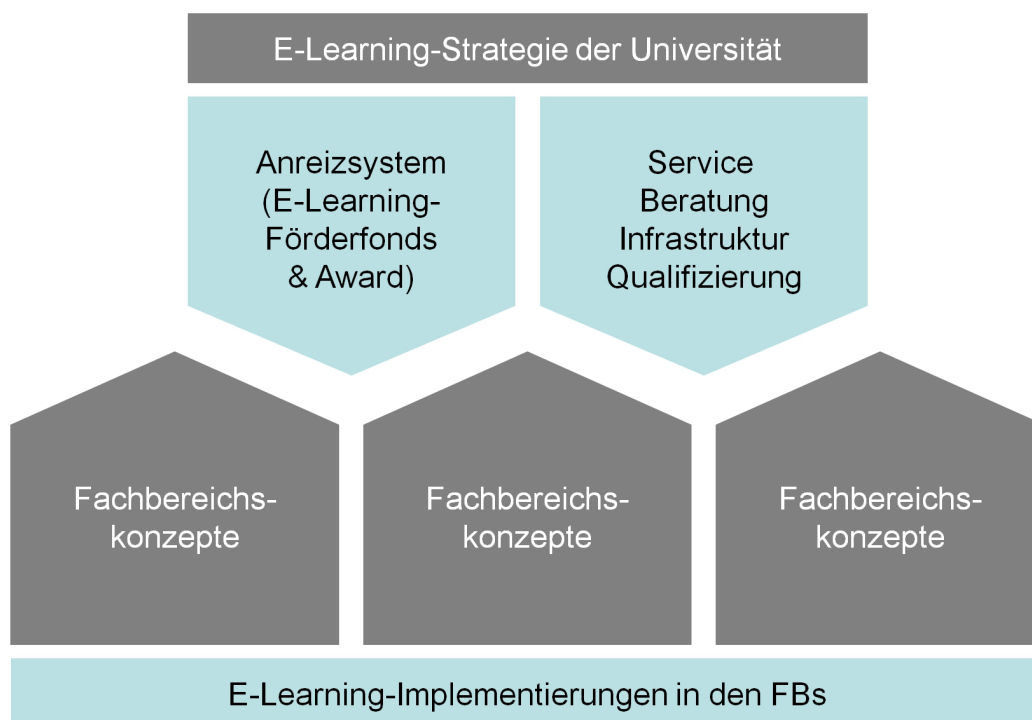 E-Learning-Strategie der Universität
Anreizsystem
(E-Learning-
Förderfonds
& Award)
Service
Beratung
Infrastruktur
Qualifizierung
Fachbereichs-
konzepte
Fachbereichs-
konzepte
Fachbereichs-
konzepte
E-Learning-Implementierungen in den FBs